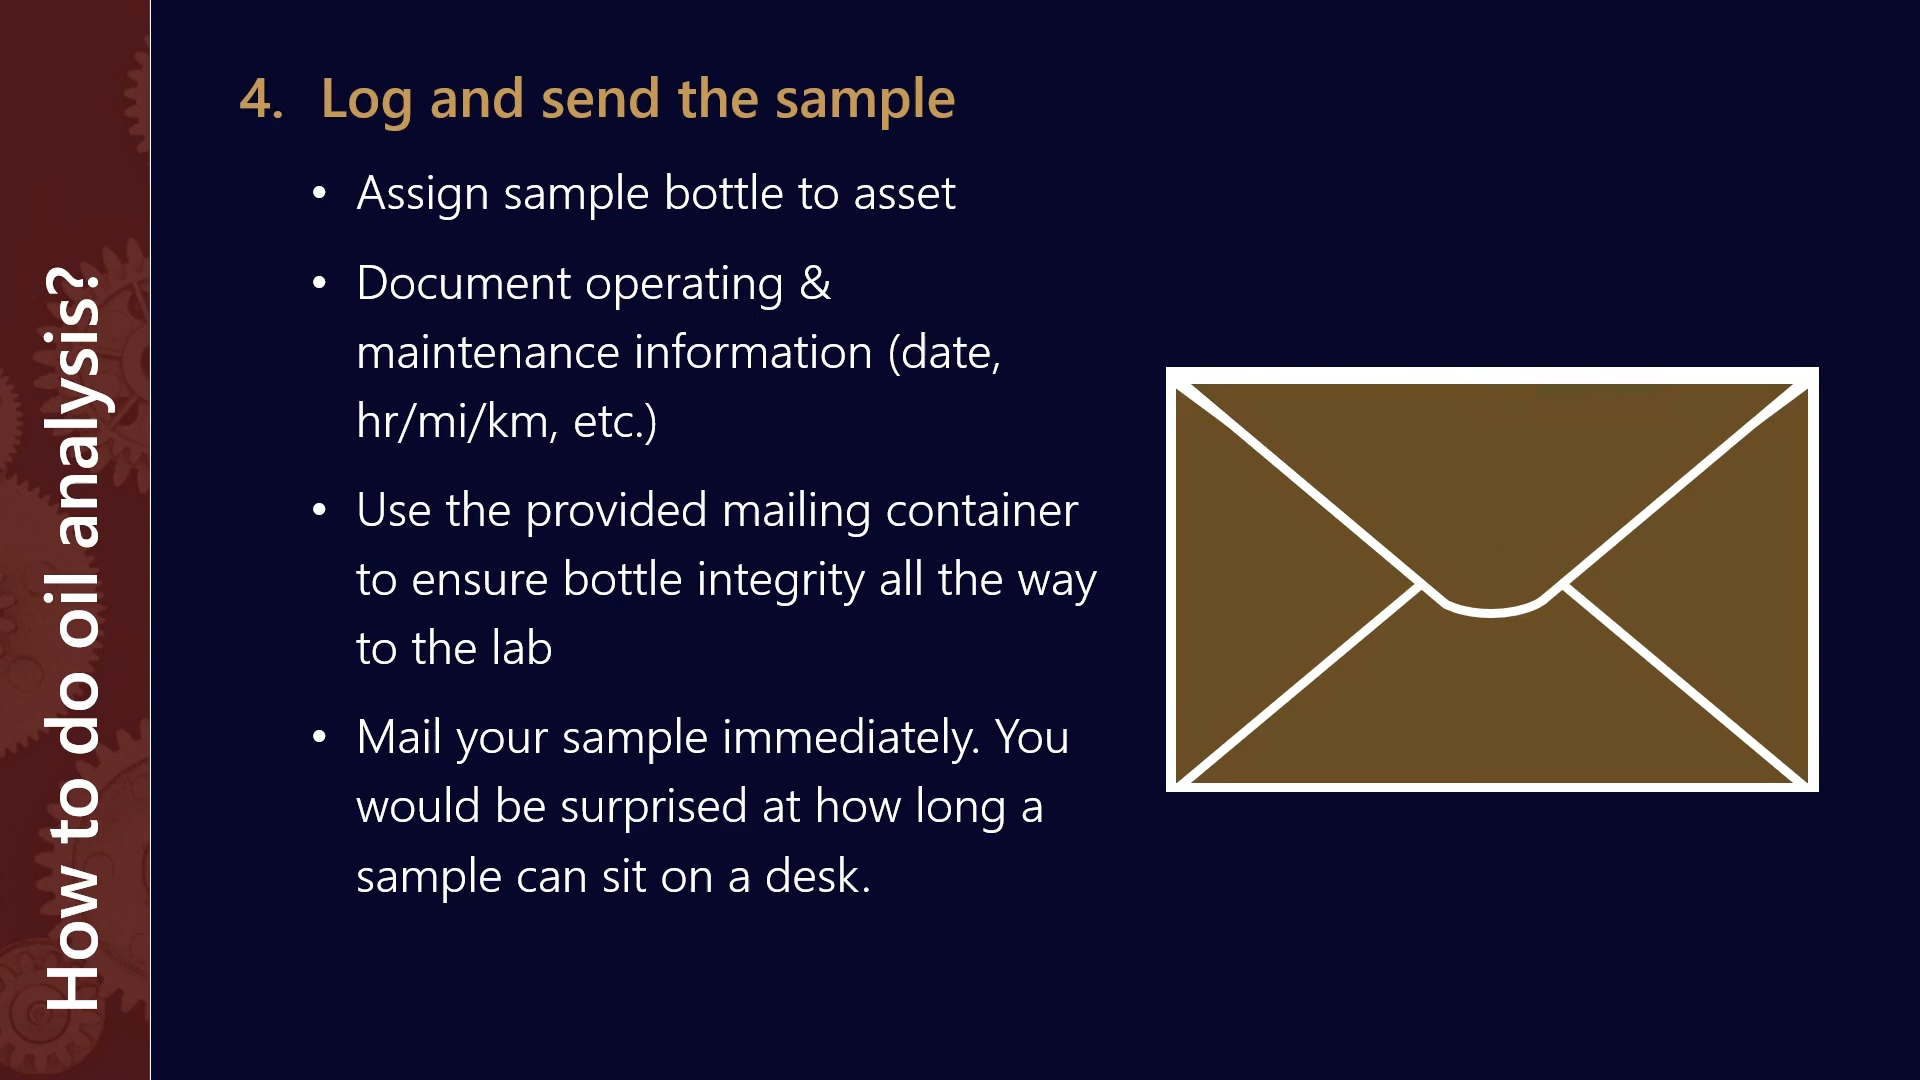 How to do oil analysis?
4. Log and send the sample
• Assign sample bottle to asset
• Document operating &
maintenance information (date,
hr/mi/km, etc.)
• Use the provided mailing container
to ensure bottle integrity all the way
to the lab
• Mail your sample immediately. You
would be surprised at how long a
sample can sit on a desk.